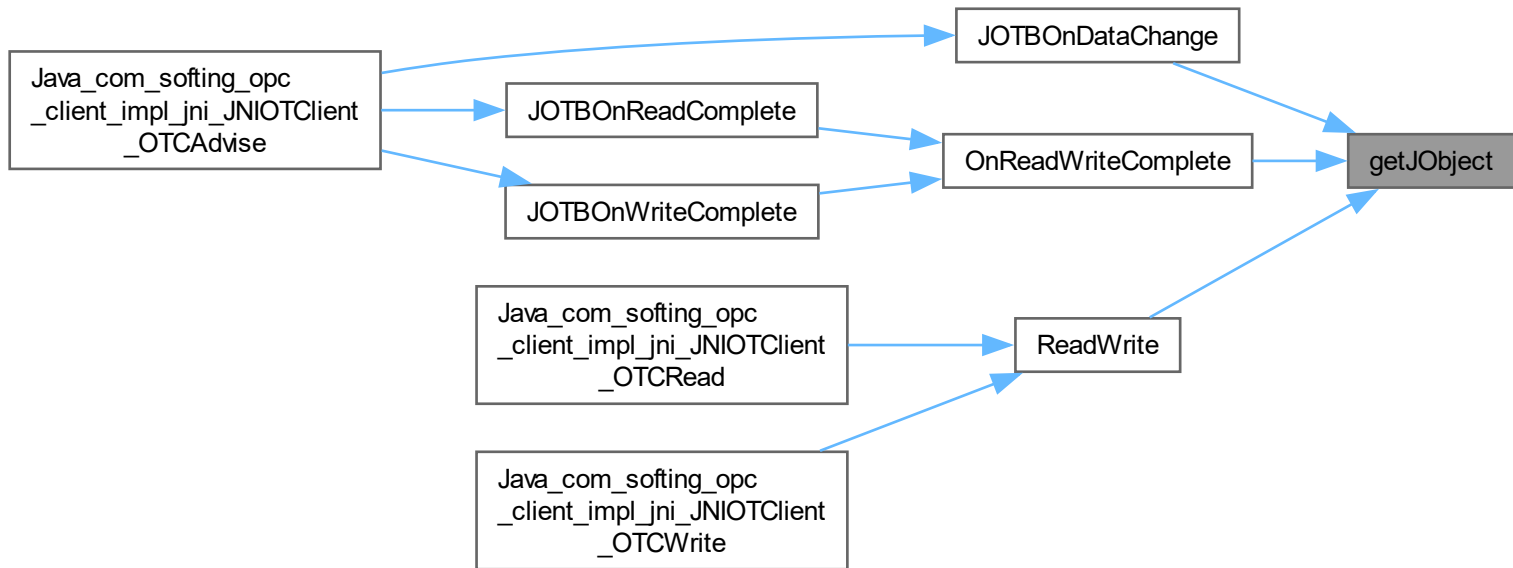 Java_com_softing_opc
_client_impl_jni_JNIOTClient
_OTCAdvise
JOTBOnReadComplete
JOTBOnWriteComplete
JOTBOnDataChange
OnReadWriteComplete
getJObject
Java_com_softing_opc
_client_impl_jni_JNIOTClient
_OTCRead
ReadWrite
Java_com_softing_opc
_client_impl_jni_JNIOTClient
_OTCWrite